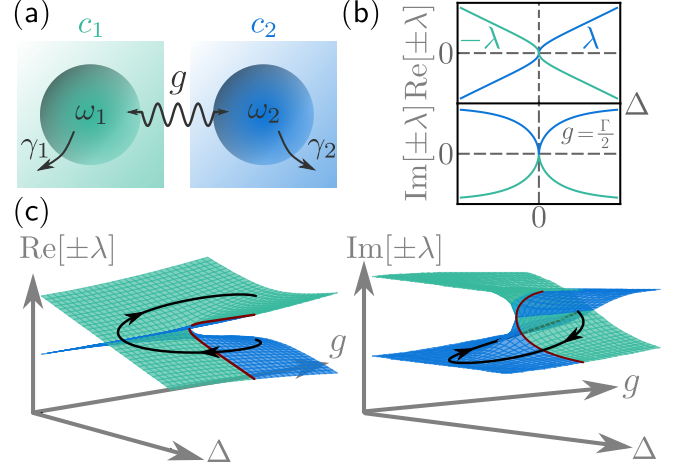 (a)
c₁
c₂
g
ω₁
ω₂
γ₁
γ₂
(b)
Re[±λ]
0
−λ
λ
Δ
Im[±λ]
0
g = Γ/2
0
(c)
Re[±λ]
g
Δ
Im[±λ]
g
Δ